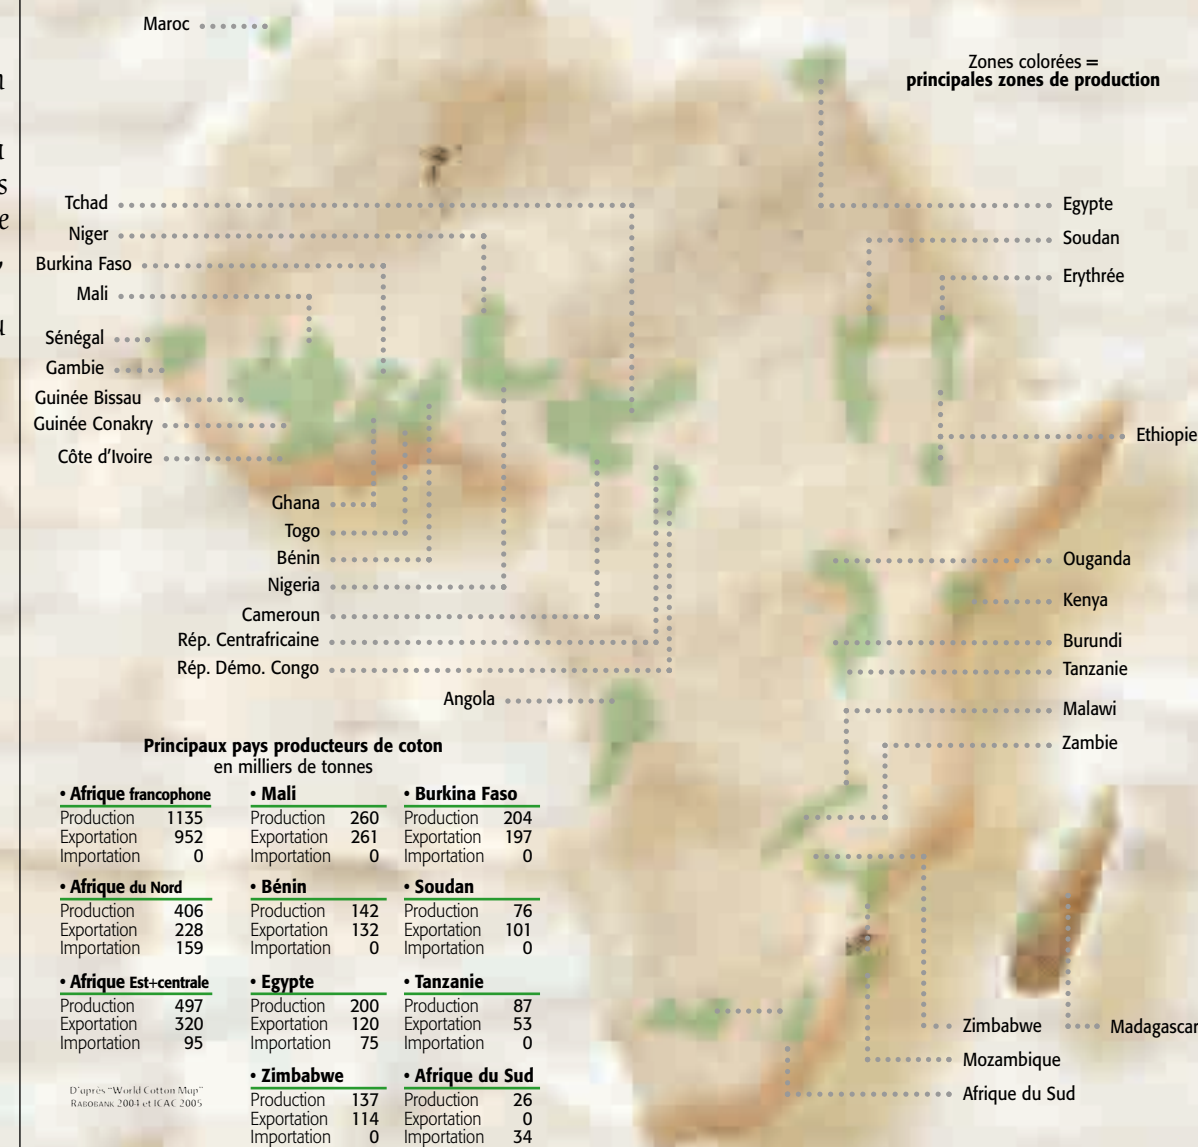 Maroc
Zones colorées =
principales zones de production
Tchad
Niger
Burkina Faso
Mali
Sénégal
Gambie
Guinée Bissau
Guinée Conakry
Côte d'Ivoire
Ghana
Togo
Bénin
Nigeria
Cameroun
Rép. Centrafricaine
Rép. Démo. Congo
Angola
Egypte
Soudan
Erythrée
Ethiopie
Ouganda
Kenya
Burundi
Tanzanie
Malawi
Zambie
Zimbabwe
Madagascar
Mozambique
Afrique du Sud
Principaux pays producteurs de coton
en milliers de tonnes
• Afrique francophone
Production 1135
Exportation 952
Importation 0
• Mali
Production 260
Exportation 261
Importation 0
• Burkina Faso
Production 204
Exportation 197
Importation 0
• Afrique du Nord
Production 406
Exportation 228
Importation 159
• Bénin
Production 142
Exportation 132
Importation 0
• Soudan
Production 76
Exportation 101
Importation 0
• Afrique Est+centrale
Production 497
Exportation 320
Importation 95
• Egypte
Production 200
Exportation 120
Importation 75
• Tanzanie
Production 87
Exportation 53
Importation 0
• Zimbabwe
Production 137
Exportation 114
Importation 0
• Afrique du Sud
Production 26
Exportation 0
Importation 34
D'après "World Cotton Map"
RABOBANK 2004 et ICAC 2005